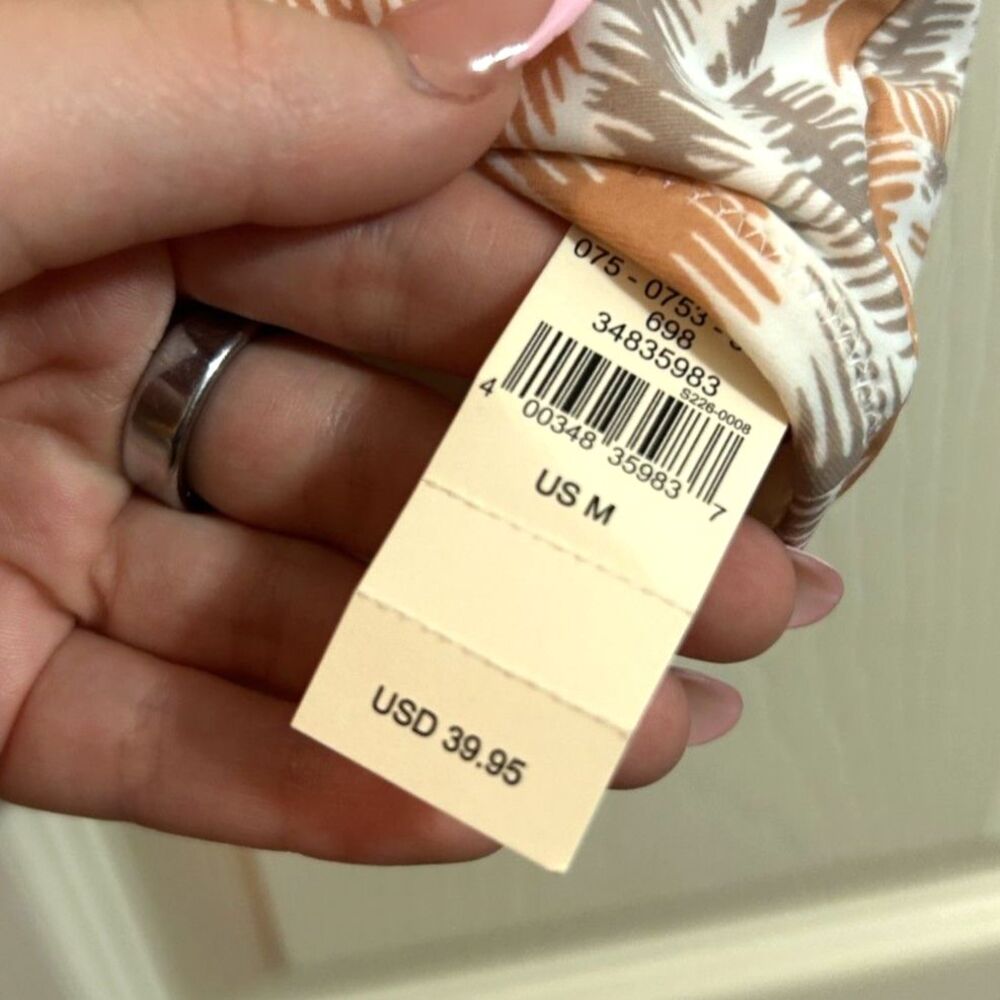 075 - 0753 -
698
34835983
S226-0008
4 00348 35983 7
US M
USD 39.95